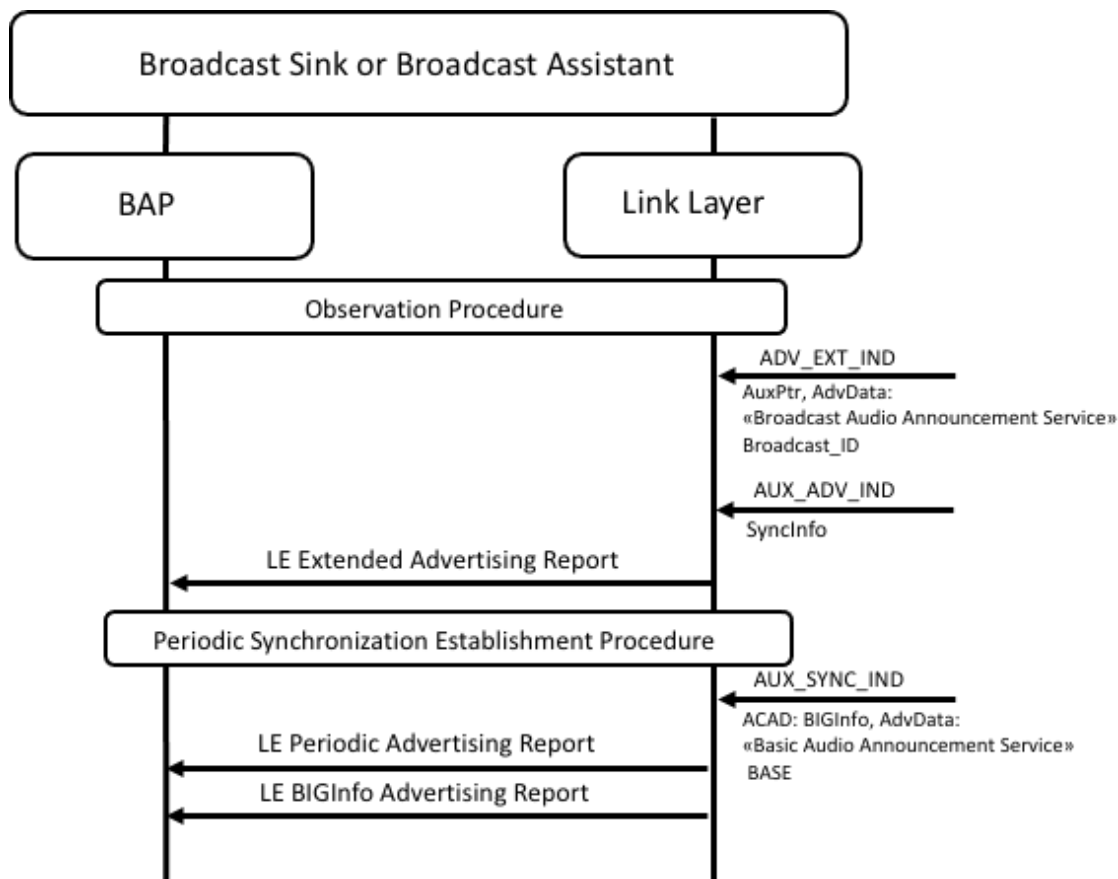 Broadcast Sink or Broadcast Assistant
BAP
Link Layer
Observation Procedure
ADV_EXT_IND
AuxPtr, AdvData:
«Broadcast Audio Announcement Service»
Broadcast_ID
AUX_ADV_IND
SyncInfo
LE Extended Advertising Report
Periodic Synchronization Establishment Procedure
AUX_SYNC_IND
ACAD: BIGInfo, AdvData:
«Basic Audio Announcement Service»
BASE
LE Periodic Advertising Report
LE BIGInfo Advertising Report